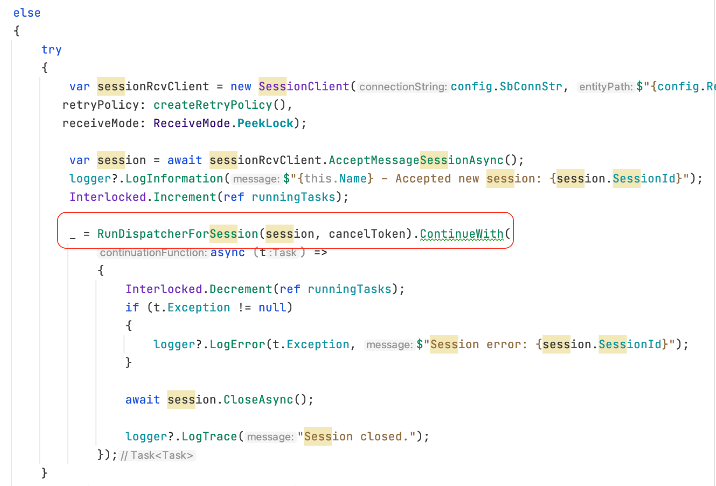 else
{
try
{
var sessionRcvClient = new SessionClient( connectionString: config.SbConnStr, entityPath: $"{config.Re
retryPolicy: createRetryPolicy(),
receiveMode: ReceiveMode.PeekLock);
var session = await sessionRcvClient.AcceptMessageSessionAsync();
logger?.LogInformation( message: $"{this.Name} - Accepted new session: {session.SessionId}");
Interlocked.Increment(ref runningTasks);
_ = RunDispatcherForSession(session, cancelToken).ContinueWith(
continuationFunction: async (t :Task ) =>
{
Interlocked.Decrement(ref runningTasks);
if (t.Exception != null)
{
logger?.LogError(t.Exception, message: $"Session error: {session.SessionId}");
}
await session.CloseAsync();
logger?.LogTrace( message: "Session closed.");
}); // Task<Task>
}